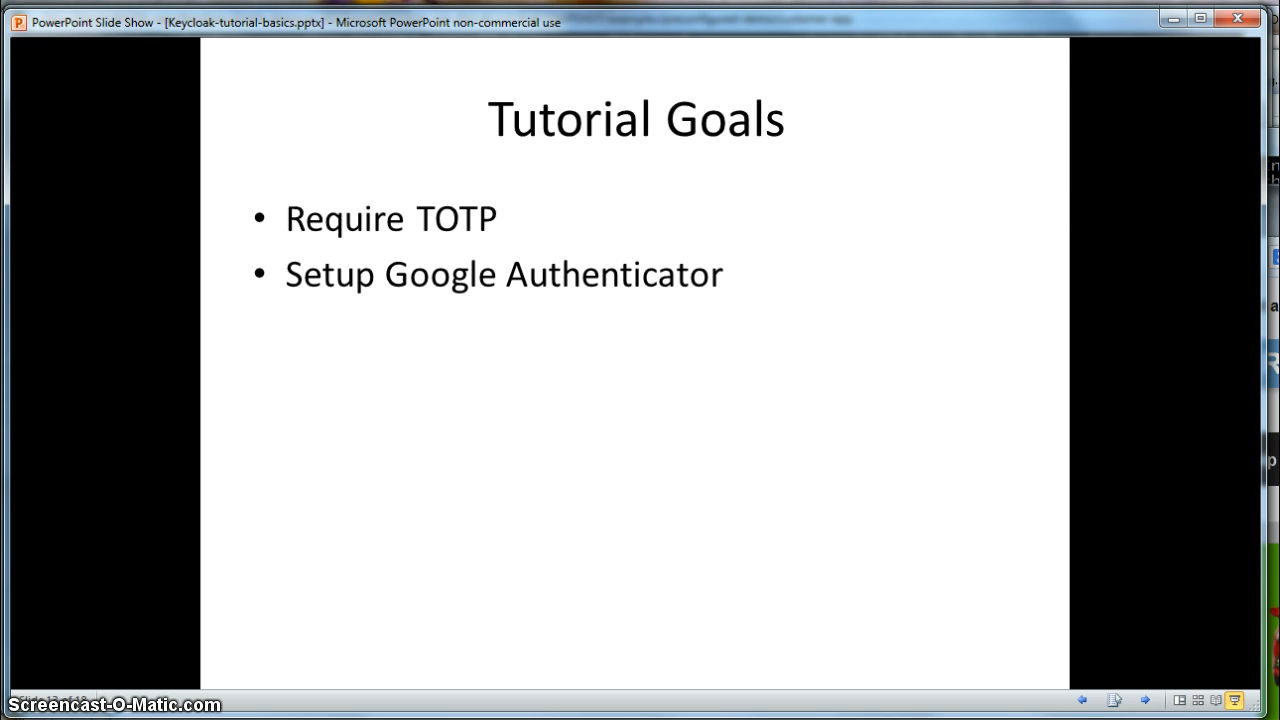 PowerPoint Slide Show - [Keycloak-tutorial-basics.pptx] - Microsoft PowerPoint non-commercial use
Tutorial Goals
• Require TOTP
• Setup Google Authenticator
Screencast-O-Matic.com